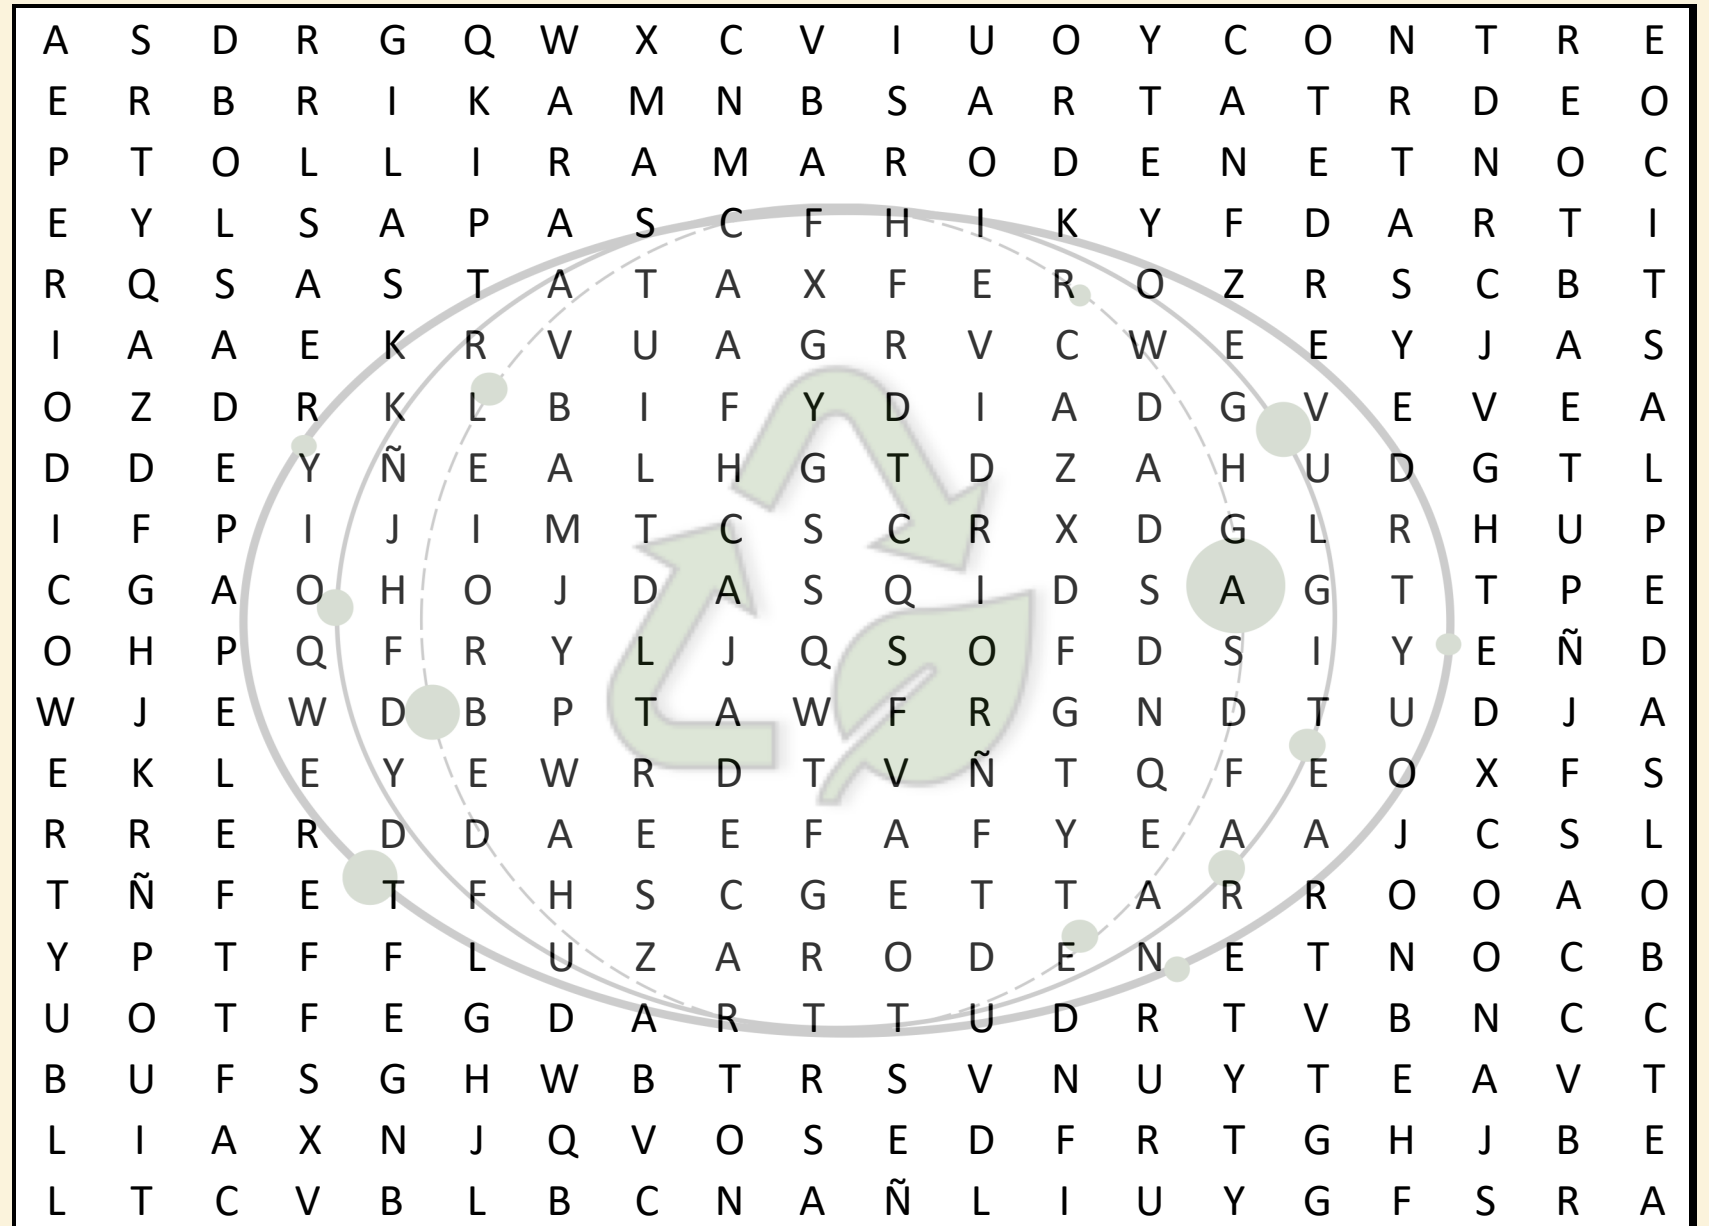 A S D R G Q W X C V I U O Y C O N T R E
E R B R I K A M N B S A R T A T R D E O
P T O L L I R A M A R O D E N E T N O C
E Y L S A P A S C F H I K Y F D A R T I
R Q S A S T A T A X F E R O Z R S C B T
I A A E K R V U A G R V C W E E Y J A S
O Z D R K L B I F Y D I A D G V E V E A
D D E Y Ñ E A L H G T D Z A H U D G T L
I F P I J I M T C S C R X D G L R H U P
C G A O H O J D A S Q I D S A G T T P E
O H P Q F R Y L J Q S O F D S I Y E Ñ D
W J E W D B P T A W F R G N D T U D J A
E K L E Y E W R D T V Ñ T Q F E O X F S
R R E R D D A E E F A F Y E A A J C S L
T Ñ F E T F H S C G E T T A R R O O A O
Y P T F F L U Z A R O D E N E T N O C B
U O T F E G D A R T T U D R T V B N C C
B U F S G H W B T R S V N U Y T E A V T
L I A X N J Q V O S E D F R T G H J B E
L T C V B L B C N A Ñ L I U Y G F S R A